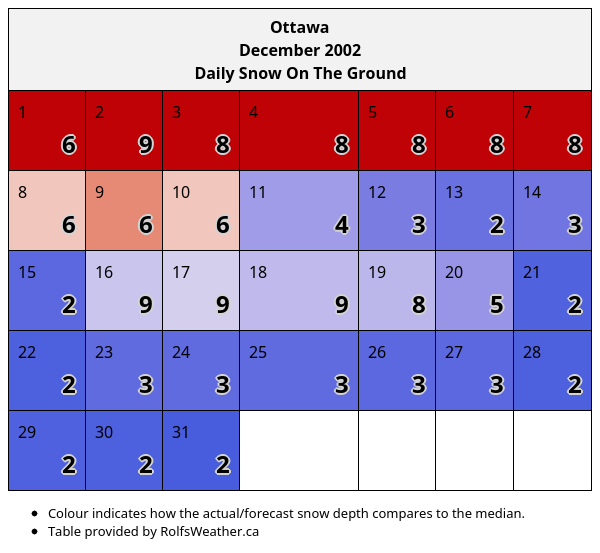 Ottawa
December 2002
Daily Snow On The Ground
1 2 3 4 5 6 7
6 9 8 8 8 8 8
8 9 10 11 12 13 14
6 6 6 4 3 2 3
15 16 17 18 19 20 21
2 9 9 9 8 5 2
22 23 24 25 26 27 28
2 3 3 3 3 3 2
29 30 31
2 2 2
• Colour indicates how the actual/forecast snow depth compares to the median.
• Table provided by RolfsWeather.ca